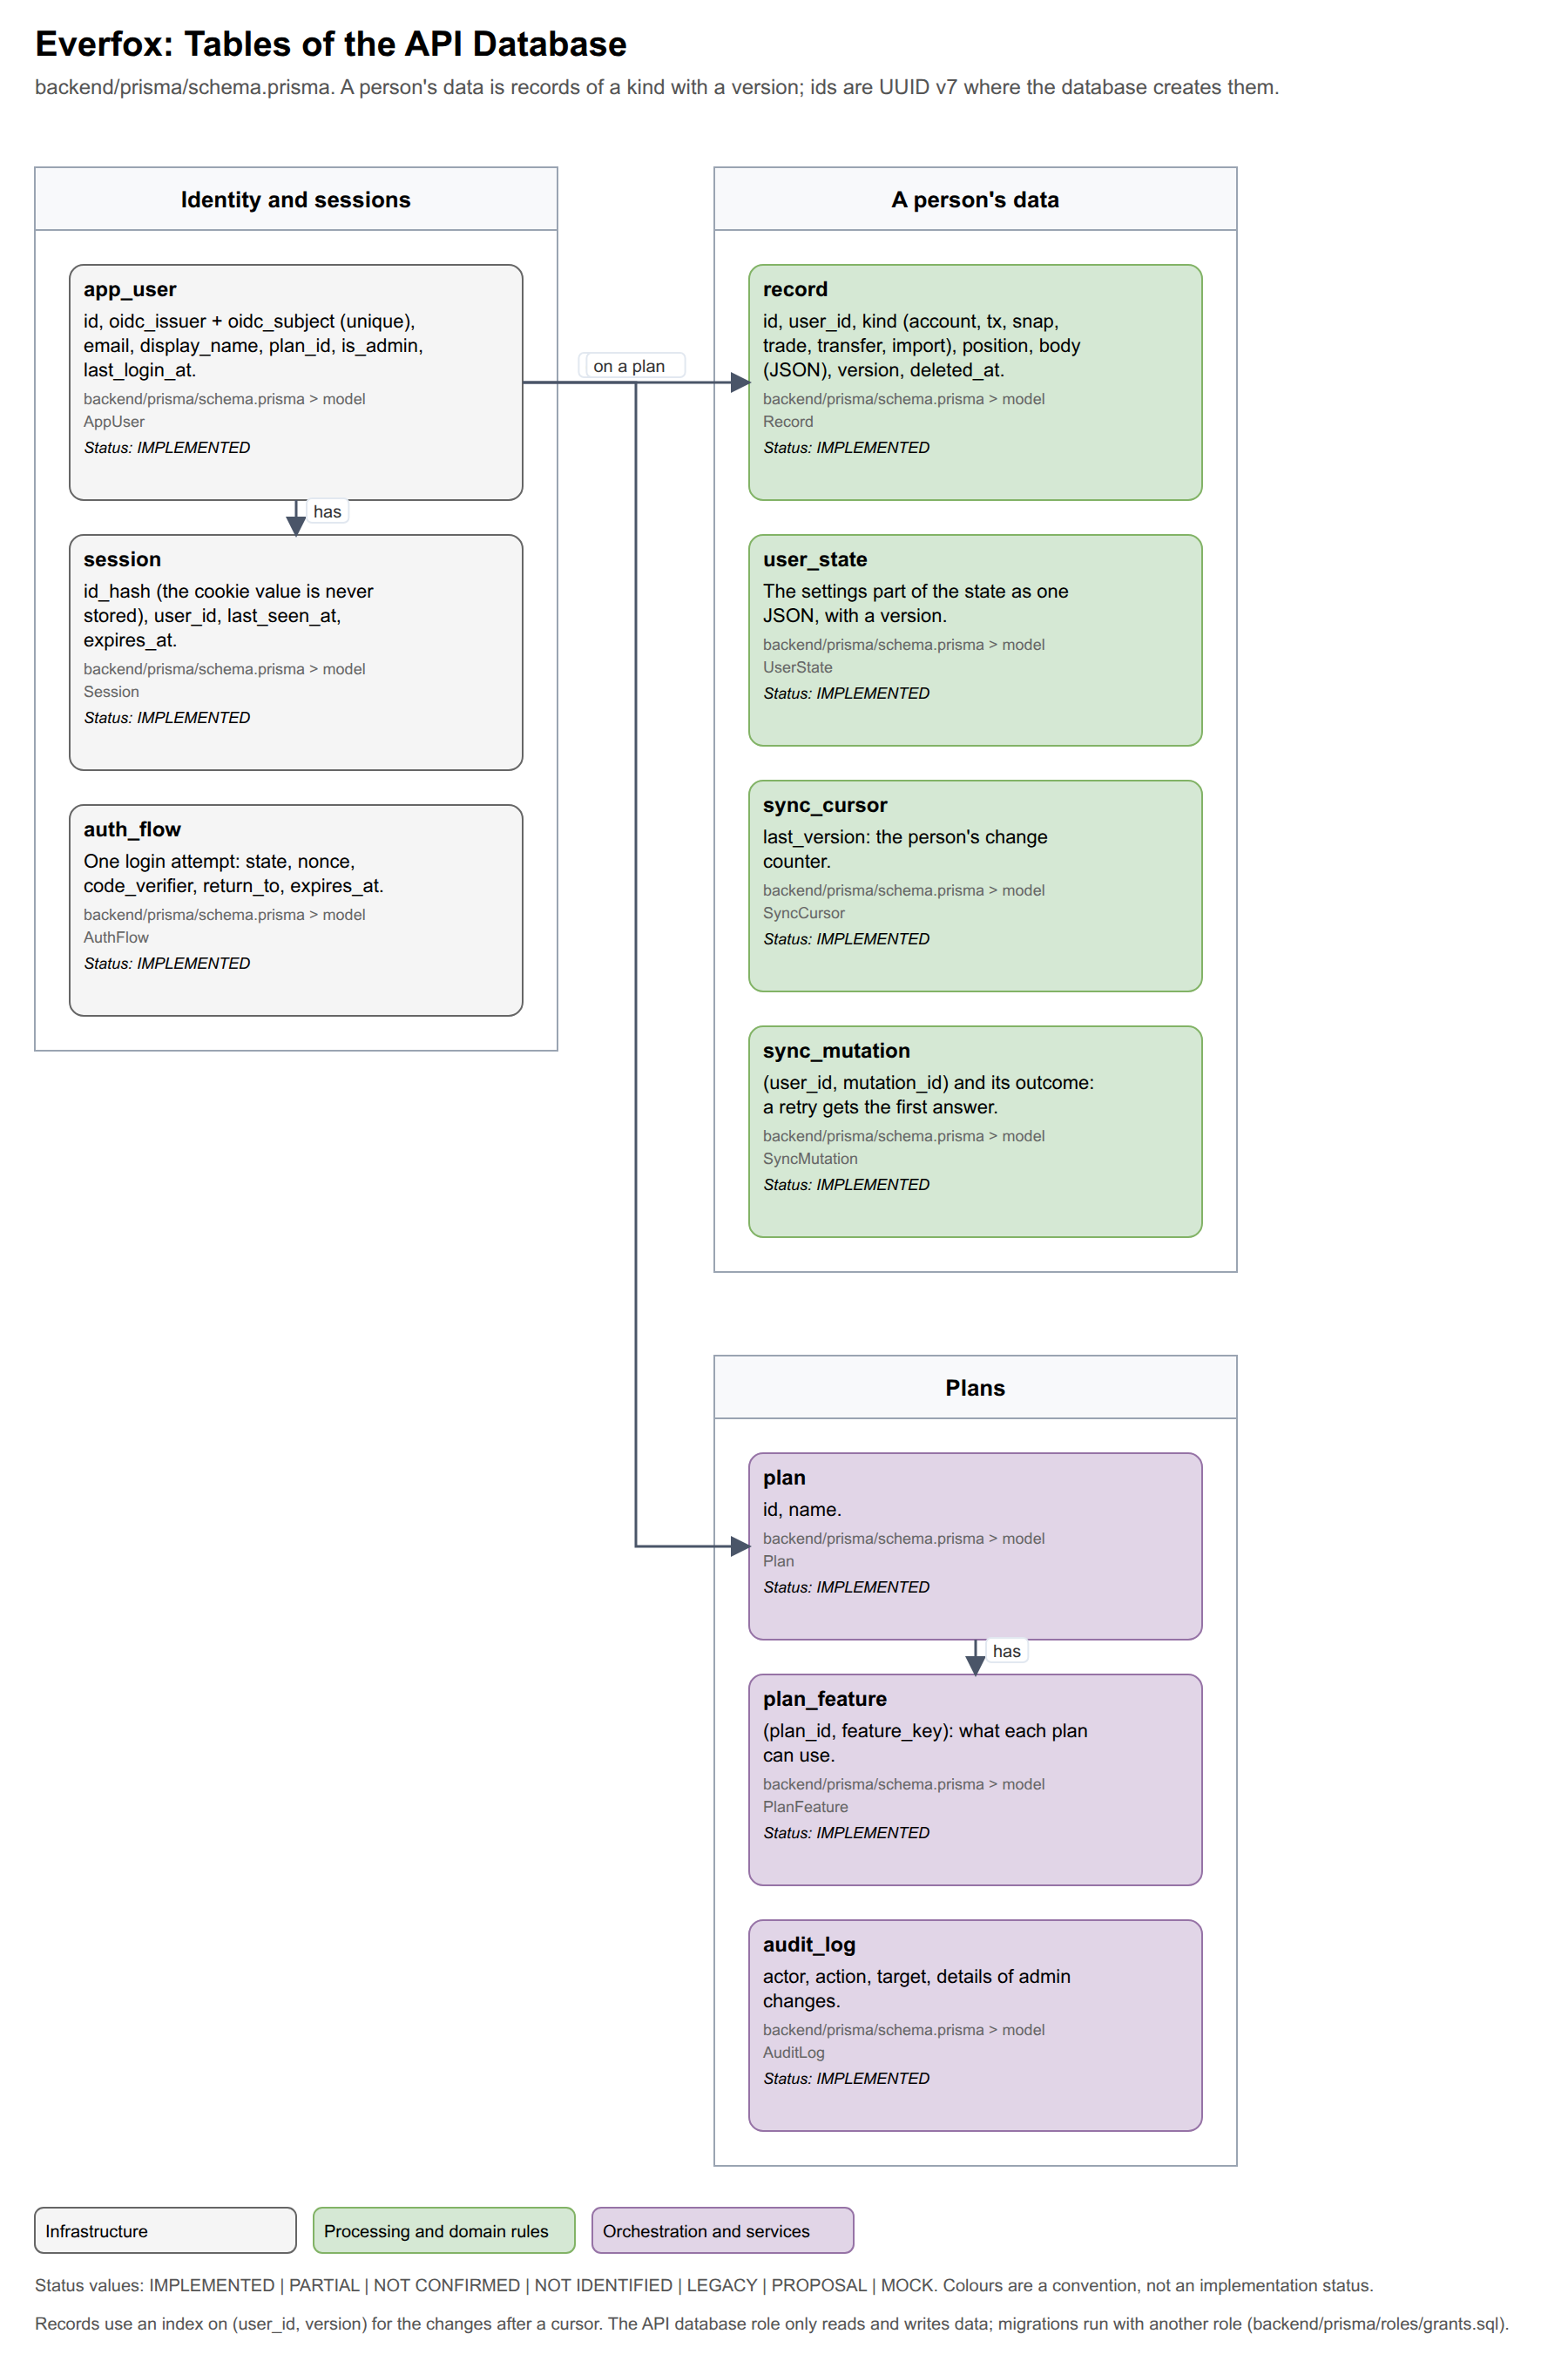 Everfox: Tables of the API Database
backend/prisma/schema.prisma. A person's data is records of a kind with a version; ids are UUID v7 where the database creates them.
Identity and sessions
app_user
id, oidc_issuer + oidc_subject (unique),
email, display_name, plan_id, is_admin,
last_login_at.
backend/prisma/schema.prisma > model
AppUser
Status: IMPLEMENTED
has
session
id_hash (the cookie value is never
stored), user_id, last_seen_at,
expires_at.
backend/prisma/schema.prisma > model
Session
Status: IMPLEMENTED
auth_flow
One login attempt: state, nonce,
code_verifier, return_to, expires_at.
backend/prisma/schema.prisma > model
AuthFlow
Status: IMPLEMENTED
on a plan
A person's data
record
id, user_id, kind (account, tx, snap,
trade, transfer, import), position, body
(JSON), version, deleted_at.
backend/prisma/schema.prisma > model
Record
Status: IMPLEMENTED
user_state
The settings part of the state as one
JSON, with a version.
backend/prisma/schema.prisma > model
UserState
Status: IMPLEMENTED
sync_cursor
last_version: the person's change
counter.
backend/prisma/schema.prisma > model
SyncCursor
Status: IMPLEMENTED
sync_mutation
(user_id, mutation_id) and its outcome:
a retry gets the first answer.
backend/prisma/schema.prisma > model
SyncMutation
Status: IMPLEMENTED
Plans
plan
id, name.
backend/prisma/schema.prisma > model
Plan
Status: IMPLEMENTED
has
plan_feature
(plan_id, feature_key): what each plan
can use.
backend/prisma/schema.prisma > model
PlanFeature
Status: IMPLEMENTED
audit_log
actor, action, target, details of admin
changes.
backend/prisma/schema.prisma > model
AuditLog
Status: IMPLEMENTED
Infrastructure
Processing and domain rules
Orchestration and services
Status values: IMPLEMENTED | PARTIAL | NOT CONFIRMED | NOT IDENTIFIED | LEGACY | PROPOSAL | MOCK. Colours are a convention, not an implementation status.
Records use an index on (user_id, version) for the changes after a cursor. The API database role only reads and writes data; migrations run with another role (backend/prisma/roles/grants.sql).